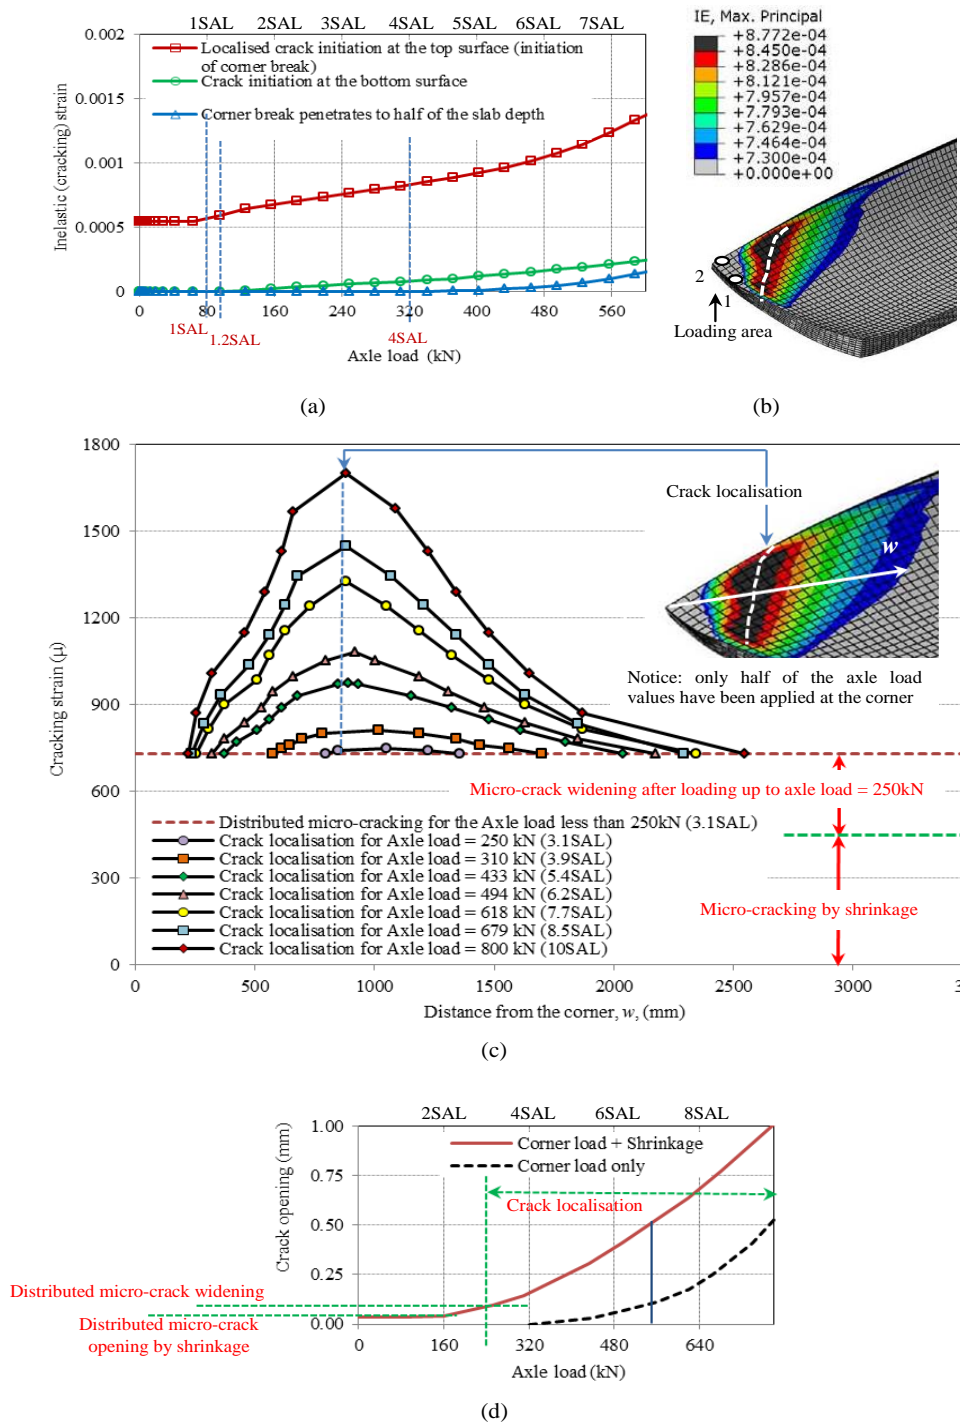 1SAL 2SAL 3SAL 4SAL 5SAL 6SAL 7SAL
0.002
0.0015
0.001
0.0005
0
Inelastic (cracking) strain
Localised crack initiation at the top surface (initiation
of corner break)
Crack initiation at the bottom surface
Corner break penetrates to half of the slab depth
0 80 160 240 320 400 480 560
1SAL
1.2SAL
4SAL
Axle load (kN)
(a)
IE, Max. Principal
+8.772e-04
+8.450e-04
+8.286e-04
+8.121e-04
+7.957e-04
+7.793e-04
+7.629e-04
+7.464e-04
+7.300e-04
+0.000e+00
2
1
Loading area
(b)
1800
1500
1200
900
600
300
0
Cracking strain (μ)
Crack localisation
w
Notice: only half of the axle load
values have been applied at the corner
Micro-crack widening after loading up to axle load = 250kN
Distributed micro-cracking for the Axle load less than 250kN (3.1SAL)
Crack localisation for Axle load = 250 kN (3.1SAL)
Crack localisation for Axle load = 310 kN (3.9SAL)
Crack localisation for Axle load = 433 kN (5.4SAL)
Crack localisation for Axle load = 494 kN (6.2SAL)
Crack localisation for Axle load = 618 kN (7.7SAL)
Crack localisation for Axle load = 679 kN (8.5SAL)
Crack localisation for Axle load = 800 kN (10SAL)
Micro-cracking by shrinkage
0 500 1000 1500 2000 2500 3000
Distance from the corner, w, (mm)
(c)
2SAL 4SAL 6SAL 8SAL
1.00
0.75
0.50
0.25
0.00
Crack opening (mm)
Corner load + Shrinkage
Corner load only
Crack localisation
Distributed micro-crack widening
Distributed micro-crack
opening by shrinkage
0 160 320 480 640
Axle load (kN)
(d)